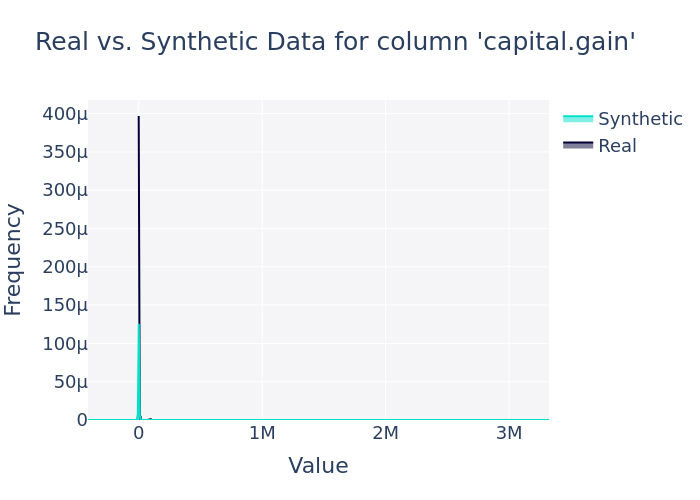 Real vs. Synthetic Data for column 'capital.gain'
Synthetic
Real
400μ
350μ
300μ
250μ
200μ
150μ
100μ
50μ
0
Frequency
0
1M
2M
3M
Value